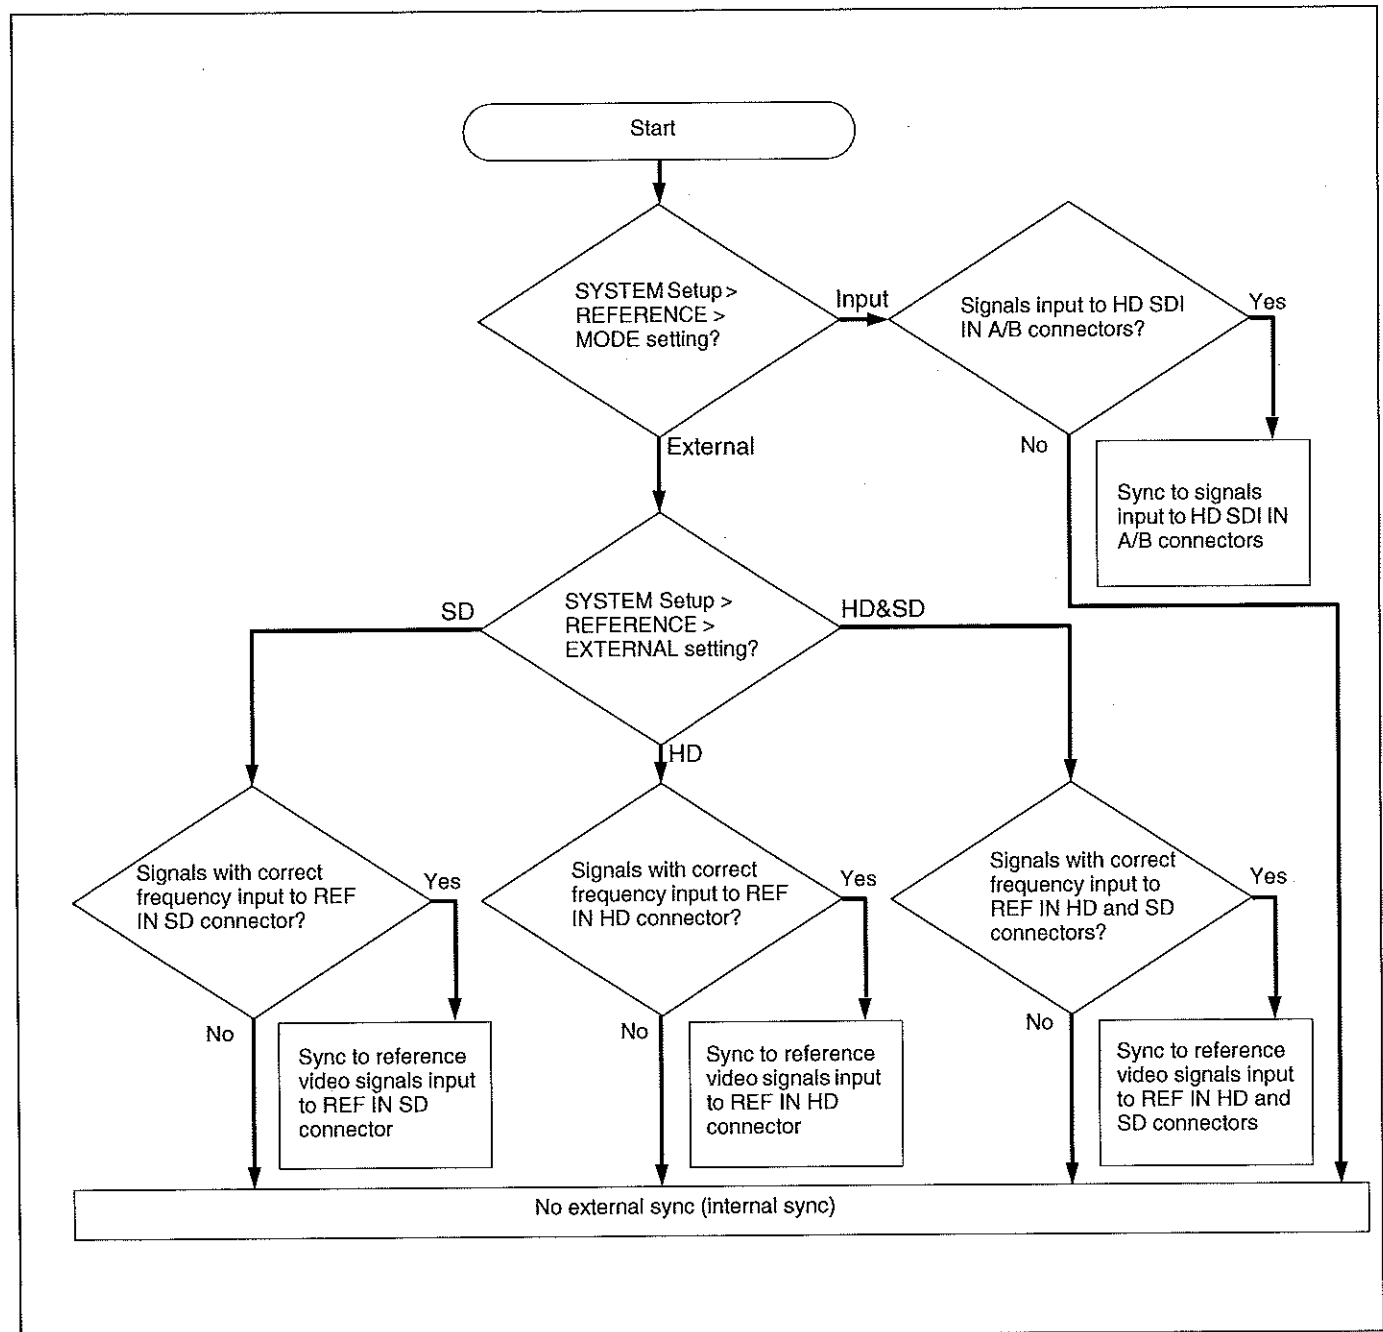 Start
SYSTEM Setup >
REFERENCE >
MODE setting?
Input
Signals input to HD SDI
IN A/B connectors?
Yes
No
External
Sync to signals
input to HD SDI IN
A/B connectors
SD
SYSTEM Setup >
REFERENCE >
EXTERNAL setting?
HD&SD
HD
Signals with correct
frequency input to REF
IN SD connector?
Yes
No
Signals with correct
frequency input to REF
IN HD connector?
Yes
No
Signals with correct
frequency input to
REF IN HD and SD
connectors?
Yes
No
Sync to reference
video signals input
to REF IN SD
connector
Sync to reference
video signals input
to REF IN HD
connector
Sync to reference
video signals input
to REF IN HD and
SD connectors
No external sync (internal sync)